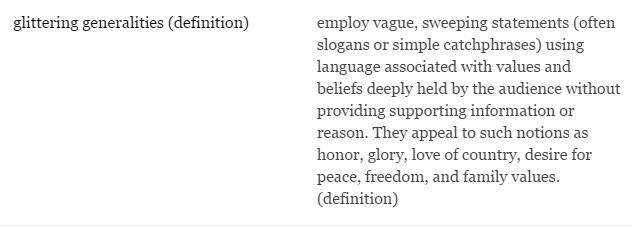 glittering generalities (definition)
employ vague, sweeping statements (often
slogans or simple catchphrases) using
language associated with values and
beliefs deeply held by the audience without
providing supporting information or
reason. They appeal to such notions as
honor, glory, love of country, desire for
peace, freedom, and family values.
(definition)